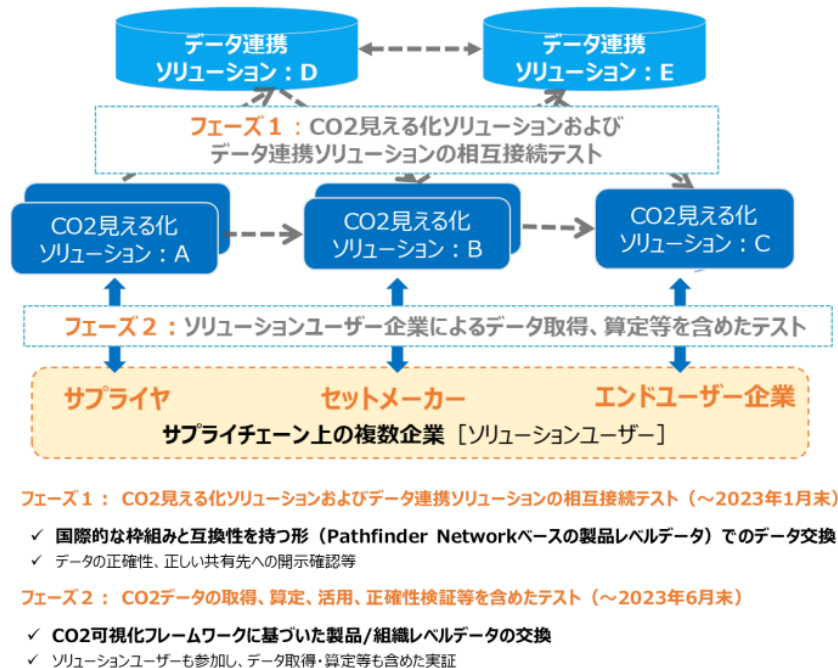 データ連携
ソリューション：D
データ連携
ソリューション：E
フェーズ１：CO2見える化ソリューションおよび
データ連携ソリューションの相互接続テスト
CO2見える化
ソリューション：A
CO2見える化
ソリューション：B
CO2見える化
ソリューション：C
フェーズ２：ソリューションユーザー企業によるデータ取得、算定等を含めたテスト
サプライヤ
セットメーカー
エンドユーザー企業
サプライチェーン上の複数企業［ソリューションユーザー］
フェーズ１： CO2見える化ソリューションおよびデータ連携ソリューションの相互接続テスト（～2023年1月末）
✓ 国際的な枠組みと互換性を持つ形（Pathfinder Networkベースの製品レベルデータ）でのデータ交換
✓ データの正確性、正しい共有先への開示確認等
フェーズ２： CO2データの取得、算定、活用、正確性検証等を含めたテスト（～2023年6月末）
✓ CO2可視化フレームワークに基づいた製品/組織レベルデータの交換
✓ ソリューションユーザーも参加し、データ取得・算定等も含めた実証